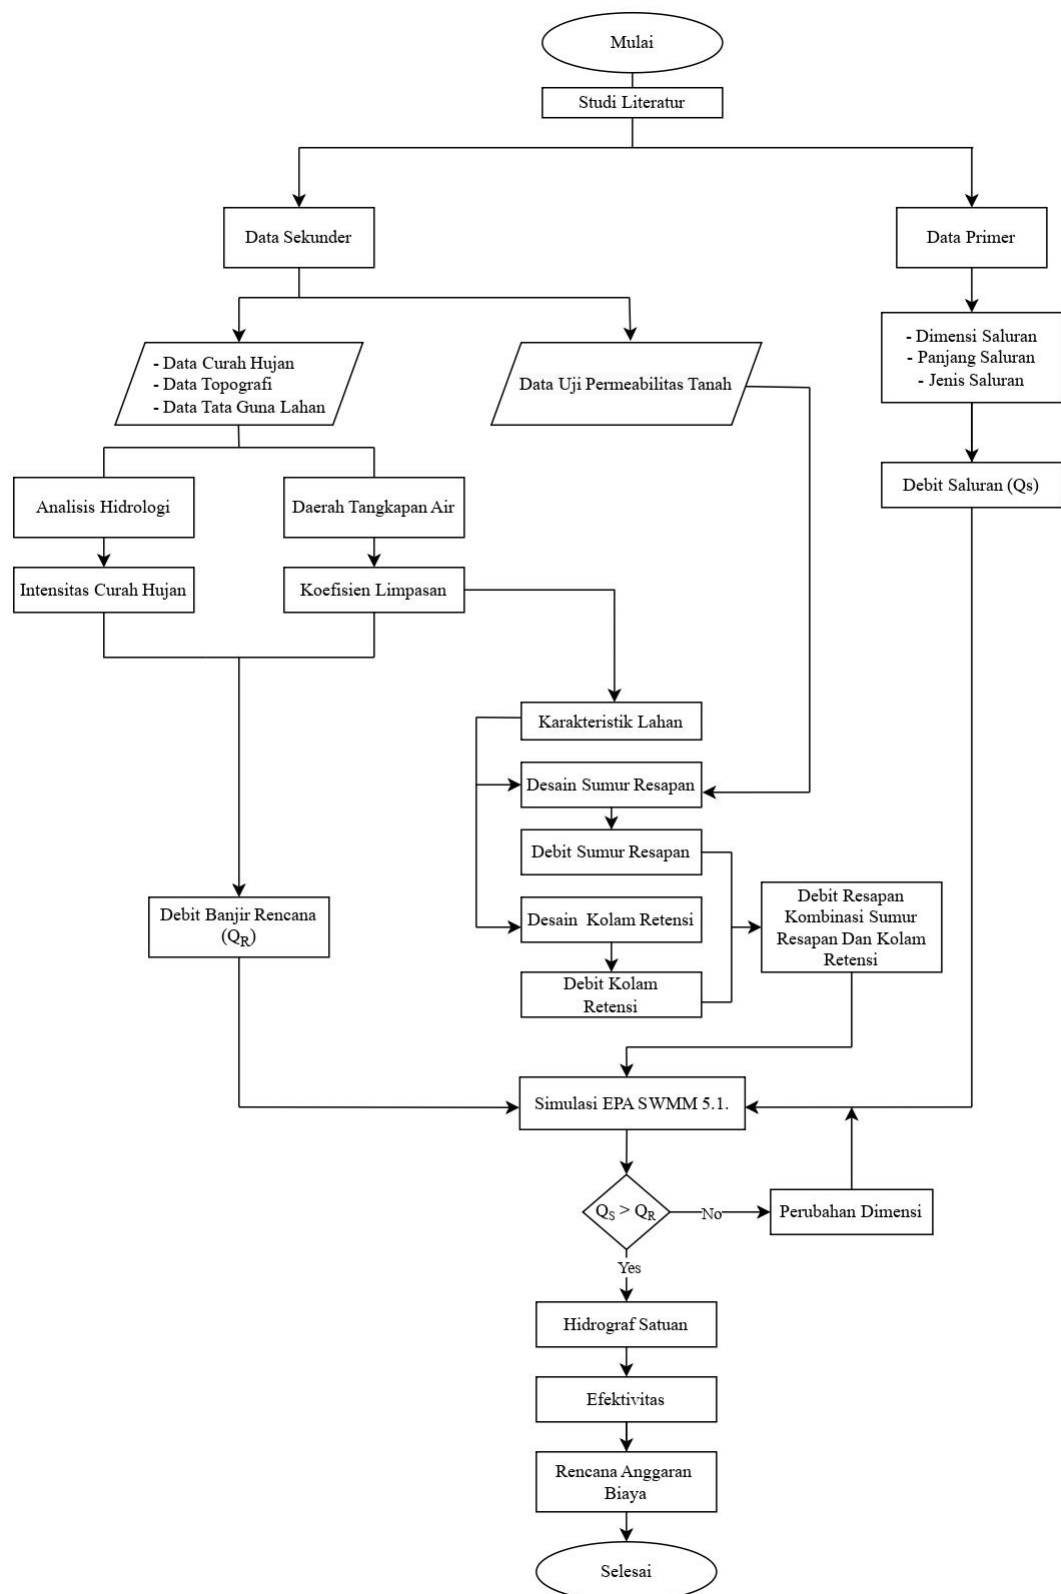 Mulai
Studi Literatur
Data Sekunder
Data Primer
- Data Curah Hujan
- Data Topografi
- Data Tata Guna Lahan
Data Uji Permeabilitas Tanah
- Dimensi Saluran
- Panjang Saluran
- Jenis Saluran
Analisis Hidrologi
Daerah Tangkapan Air
Debit Saluran (Qs)
Intensitas Curah Hujan
Koefisien Limpasan
Karakteristik Lahan
Desain Sumur Resapan
Debit Sumur Resapan
Debit Banjir Rencana
(QR)
Desain Kolam Retensi
Debit Kolam
Retensi
Debit Resapan
Kombinasi Sumur
Resapan Dan Kolam
Retensi
Simulasi EPA SWMM 5.1.
QS > QR
No
Perubahan Dimensi
Yes
Hidrograf Satuan
Efektivitas
Rencana Anggaran
Biaya
Selesai